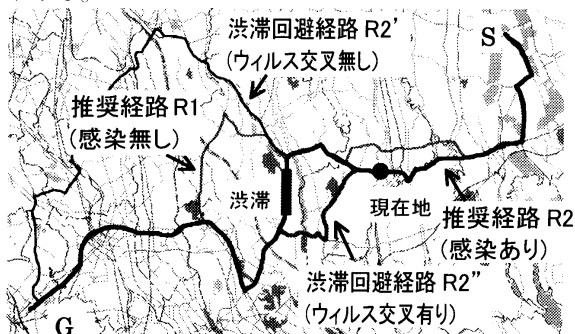 渋滞回避経路 R2'
(ウィルス交叉無し)
S
推奨経路 R1
(感染無し)
渋滞
現在地
推奨経路 R2
(感染あり)
渋滞回避経路 R2"
(ウィルス交叉有り)
G